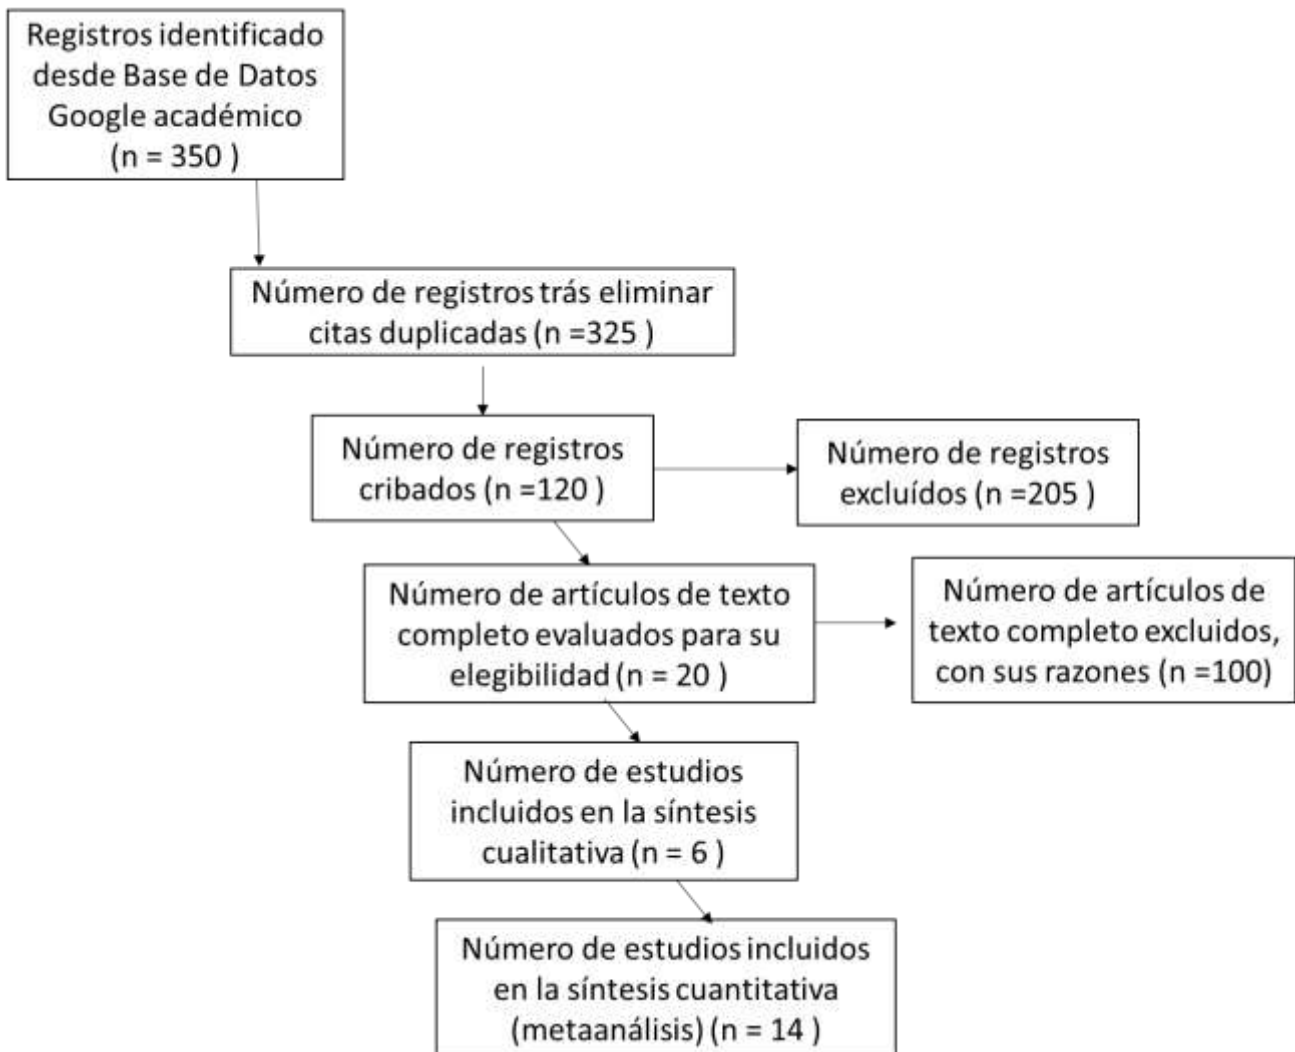 Registros identificado
desde Base de Datos
Google académico
(n = 350 )
Número de registros trás eliminar
citas duplicadas (n =325 )
Número de registros
cribados (n =120 )
Número de registros
excluídos (n =205 )
Número de artículos de texto
completo evaluados para su
elegibilidad (n = 20 )
Número de artículos de
texto completo excluidos,
con sus razones (n =100)
Número de estudios
incluidos en la síntesis
cualitativa (n = 6 )
Número de estudios incluidos
en la síntesis cuantitativa
(metaanálisis) (n = 14 )